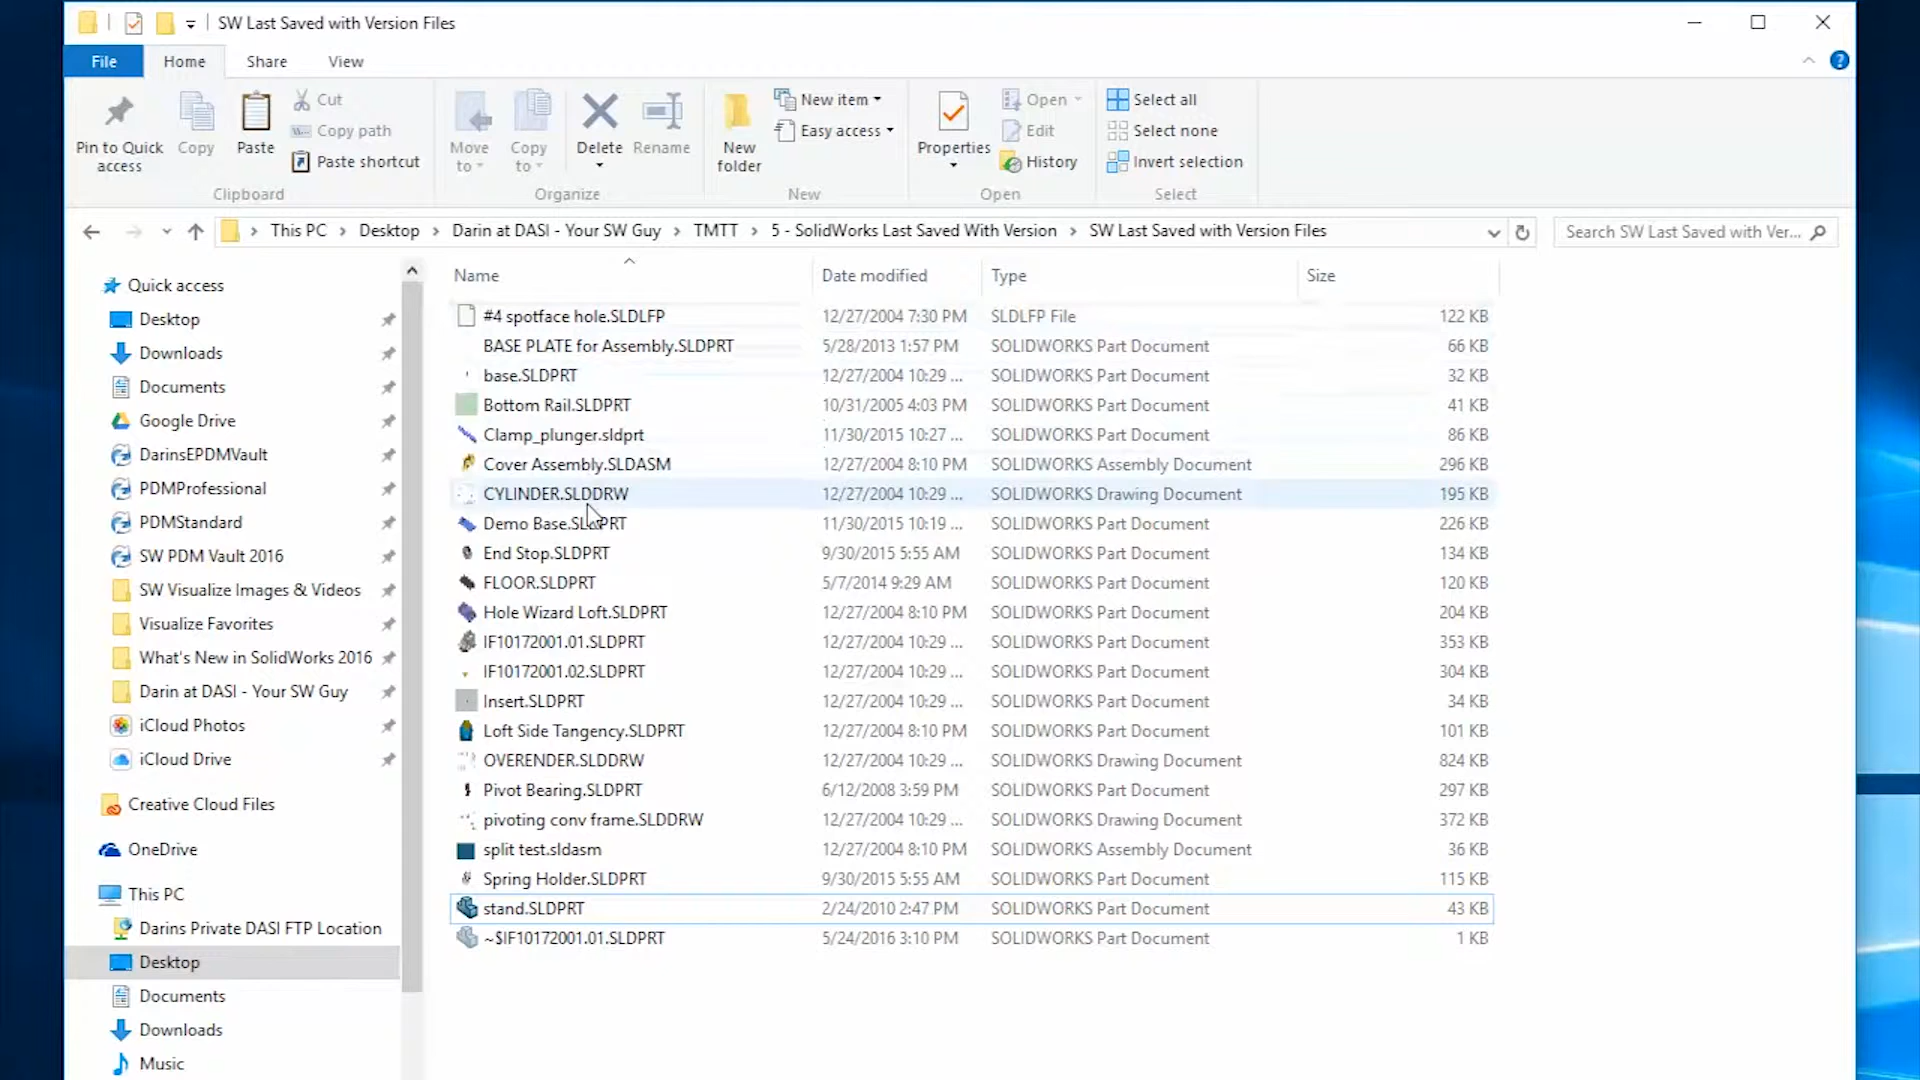 SW Last Saved with Version Files
File Home Share View
Pin to Quick access
Copy
Paste
Cut
Copy path
Paste shortcut
Clipboard
Move to
Copy to
Delete
Rename
Organize
New folder
New item
Easy access
New
Properties
Open
Edit
History
Open
Select all
Select none
Invert selection
Select
This PC > Desktop > Darin at DASI - Your SW Guy > TMTT > 5 - SolidWorks Last Saved With Version > SW Last Saved with Version Files
Search SW Last Saved with Ver...
Quick access
Desktop
Downloads
Documents
Google Drive
DarinsEPDMVault
PDMProfessional
PDMStandard
SW PDM Vault 2016
SW Visualize Images & Videos
Visualize Favorites
What's New in SolidWorks 2016
Darin at DASI - Your SW Guy
iCloud Photos
iCloud Drive
Creative Cloud Files
OneDrive
This PC
Darins Private DASI FTP Location
Desktop
Documents
Downloads
Music
Name Date modified Type Size
#4 spotface hole.SLDLFP 12/27/2004 7:30 PM SLDLFP File 122 KB
BASE PLATE for Assembly.SLDPRT 5/28/2013 1:57 PM SOLIDWORKS Part Document 66 KB
base.SLDPRT 12/27/2004 10:29 ... SOLIDWORKS Part Document 32 KB
Bottom Rail.SLDPRT 10/31/2005 4:03 PM SOLIDWORKS Part Document 41 KB
Clamp_plunger.sldprt 11/30/2015 10:27 ... SOLIDWORKS Part Document 86 KB
Cover Assembly.SLDASM 12/27/2004 8:10 PM SOLIDWORKS Assembly Document 296 KB
CYLINDER.SLDDRW 12/27/2004 10:29 ... SOLIDWORKS Drawing Document 195 KB
Demo Base.SLDPRT 11/30/2015 10:19 ... SOLIDWORKS Part Document 226 KB
End Stop.SLDPRT 9/30/2015 5:55 AM SOLIDWORKS Part Document 134 KB
FLOOR.SLDPRT 5/7/2014 9:29 AM SOLIDWORKS Part Document 120 KB
Hole Wizard Loft.SLDPRT 12/27/2004 8:10 PM SOLIDWORKS Part Document 204 KB
IF10172001.01.SLDPRT 12/27/2004 10:29 ... SOLIDWORKS Part Document 353 KB
IF10172001.02.SLDPRT 12/27/2004 10:29 ... SOLIDWORKS Part Document 304 KB
Insert.SLDPRT 12/27/2004 10:29 ... SOLIDWORKS Part Document 34 KB
Loft Side Tangency.SLDPRT 12/27/2004 8:10 PM SOLIDWORKS Part Document 101 KB
OVERENDER.SLDDRW 12/27/2004 10:29 ... SOLIDWORKS Drawing Document 824 KB
Pivot Bearing.SLDPRT 6/12/2008 3:59 PM SOLIDWORKS Part Document 297 KB
pivoting conv frame.SLDDRW 12/27/2004 10:29 ... SOLIDWORKS Drawing Document 372 KB
split test.sldasm 12/27/2004 8:10 PM SOLIDWORKS Assembly Document 36 KB
Spring Holder.SLDPRT 9/30/2015 5:55 AM SOLIDWORKS Part Document 115 KB
stand.SLDPRT 2/24/2010 2:47 PM SOLIDWORKS Part Document 43 KB
~$IF10172001.01.SLDPRT 5/24/2016 3:10 PM SOLIDWORKS Part Document 1 KB